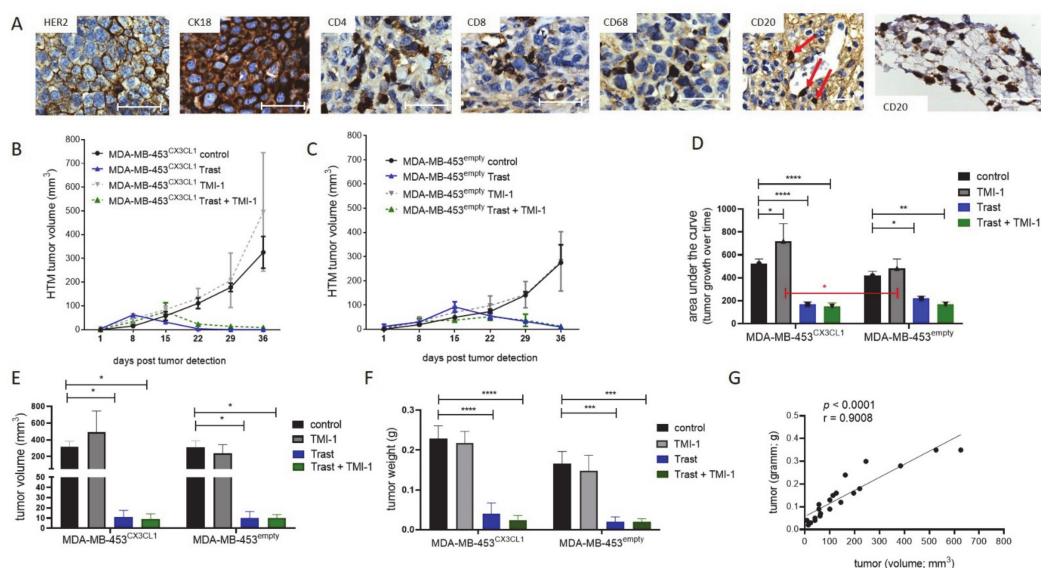 A
HER2
CK18
CD4
CD8
CD68
CD20
CD20
B
HTM tumor volume (mm³)
800
700
600
500
400
300
200
100
0
MDA-MB-453CX3CL1 control
MDA-MB-453CX3CL1 Trast
MDA-MB-453CX3CL1 TMI-1
MDA-MB-453CX3CL1 Trast + TMI-1
1 8 15 22 29 36
days post tumor detection
C
HTM tumor volume (mm³)
800
700
600
500
400
300
200
100
0
MDA-MB-453empty control
MDA-MB-453empty Trast
MDA-MB-453empty TMI-1
MDA-MB-453empty Trast + TMI-1
1 8 15 22 29 36
days post tumor detection
D
area under the curve
(tumor growth over time)
1000
800
600
400
200
0
****
****
*
**
*
*
control
TMI-1
Trast
Trast + TMI-1
MDA-MB-453CX3CL1 MDA-MB-453empty
E
tumor volume (mm³)
800
600
400
200
50
40
30
20
10
0
*
*
*
*
control
TMI-1
Trast
Trast + TMI-1
MDA-MB-453CX3CL1 MDA-MB-453empty
F
tumor weight (g)
0.3
0.2
0.1
0.0
****
****
***
***
control
TMI-1
Trast
Trast + TMI-1
MDA-MB-453CX3CL1 MDA-MB-453empty
G
p < 0.0001
r = 0.9008
tumor (gramm; g)
0.5
0.4
0.3
0.2
0.1
0.0
0 100 200 300 400 500 600 700 800
tumor (volume; mm³)